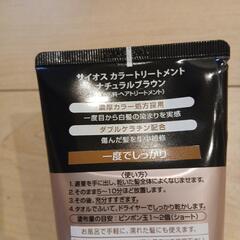 サイオス カラートリートメント
ナチュラルブラウン
濃厚カラー処方採用
一度目から白髪の染まりを実感
ダブルケラチン配合
傷んだ髪を集中補修
一度でしっかり
〈使い方〉
1.適量を手に出し、乾いた髪全体によくなじませます。
2.そのまま5~10分ほど置きます。
3.その後、充分すすぎます。
4.タオルでふいて、ドライヤーでしっかり乾かします。
塗布量の目安:ピンポン玉1~2個(ショート)
お風呂で手軽に、濡れた髪にも使えます。